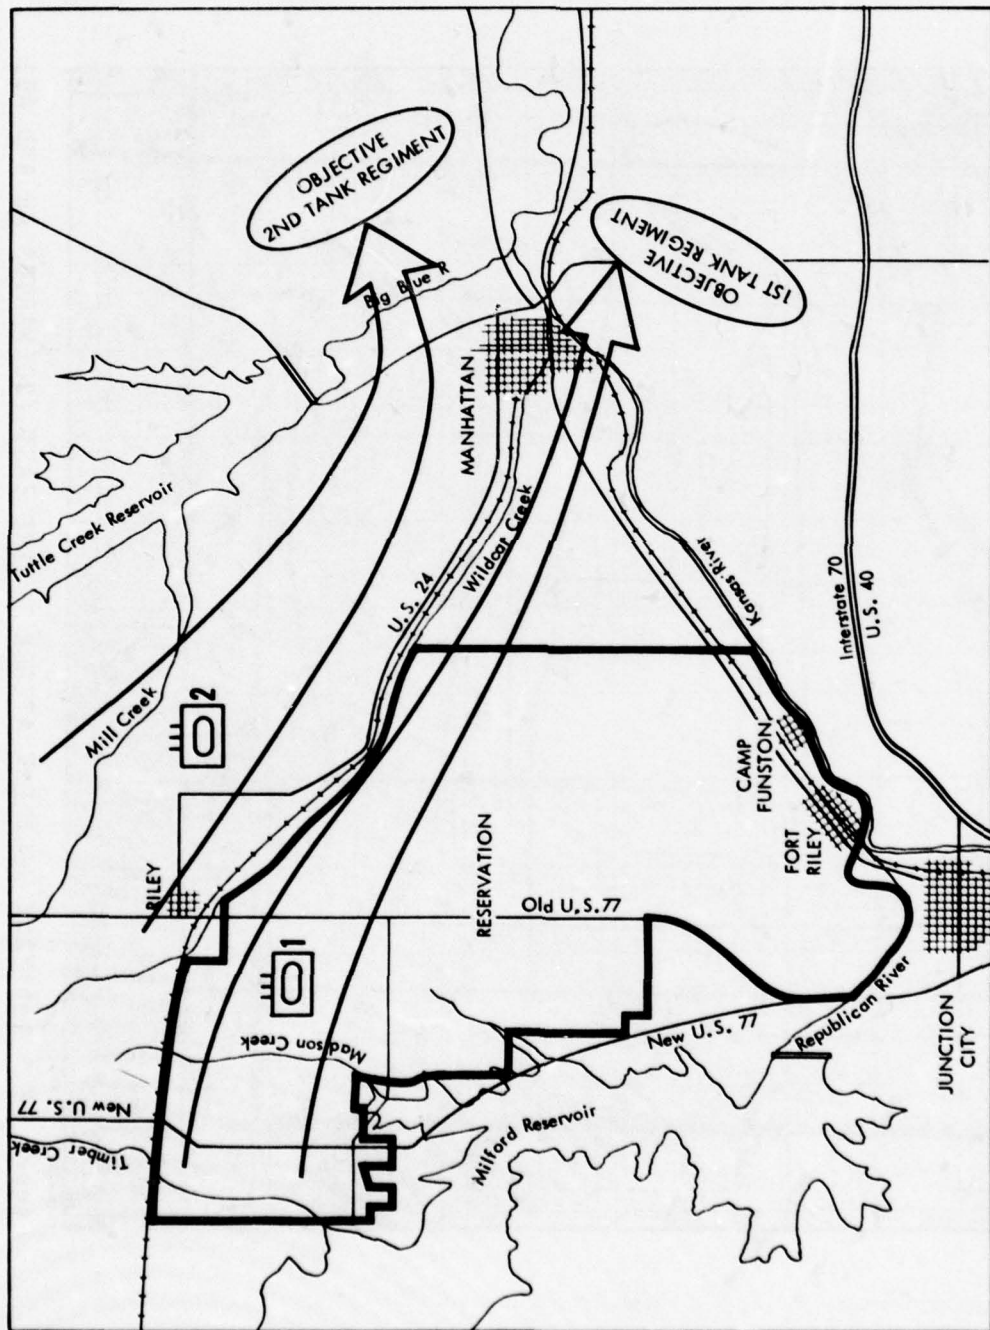 OBJECTIVE
2ND TANK REGIMENT
OBJECTIVE
1ST TANK REGIMENT
Big Blue R
MANHATTAN
Tuttle Creek Reservoir
U.S. 24
Wildcat Creek
Kansas River
Interstate 70
U.S. 40
Mill Creek
2
CAMP
FUNSTON
RILEY
RESERVATION
FORT
RILEY
Old U.S.77
1
Madison Creek
New U.S. 77
Republican River
JUNCTION
CITY
New U.S. 77
Timber Creek
Milford Reservoir